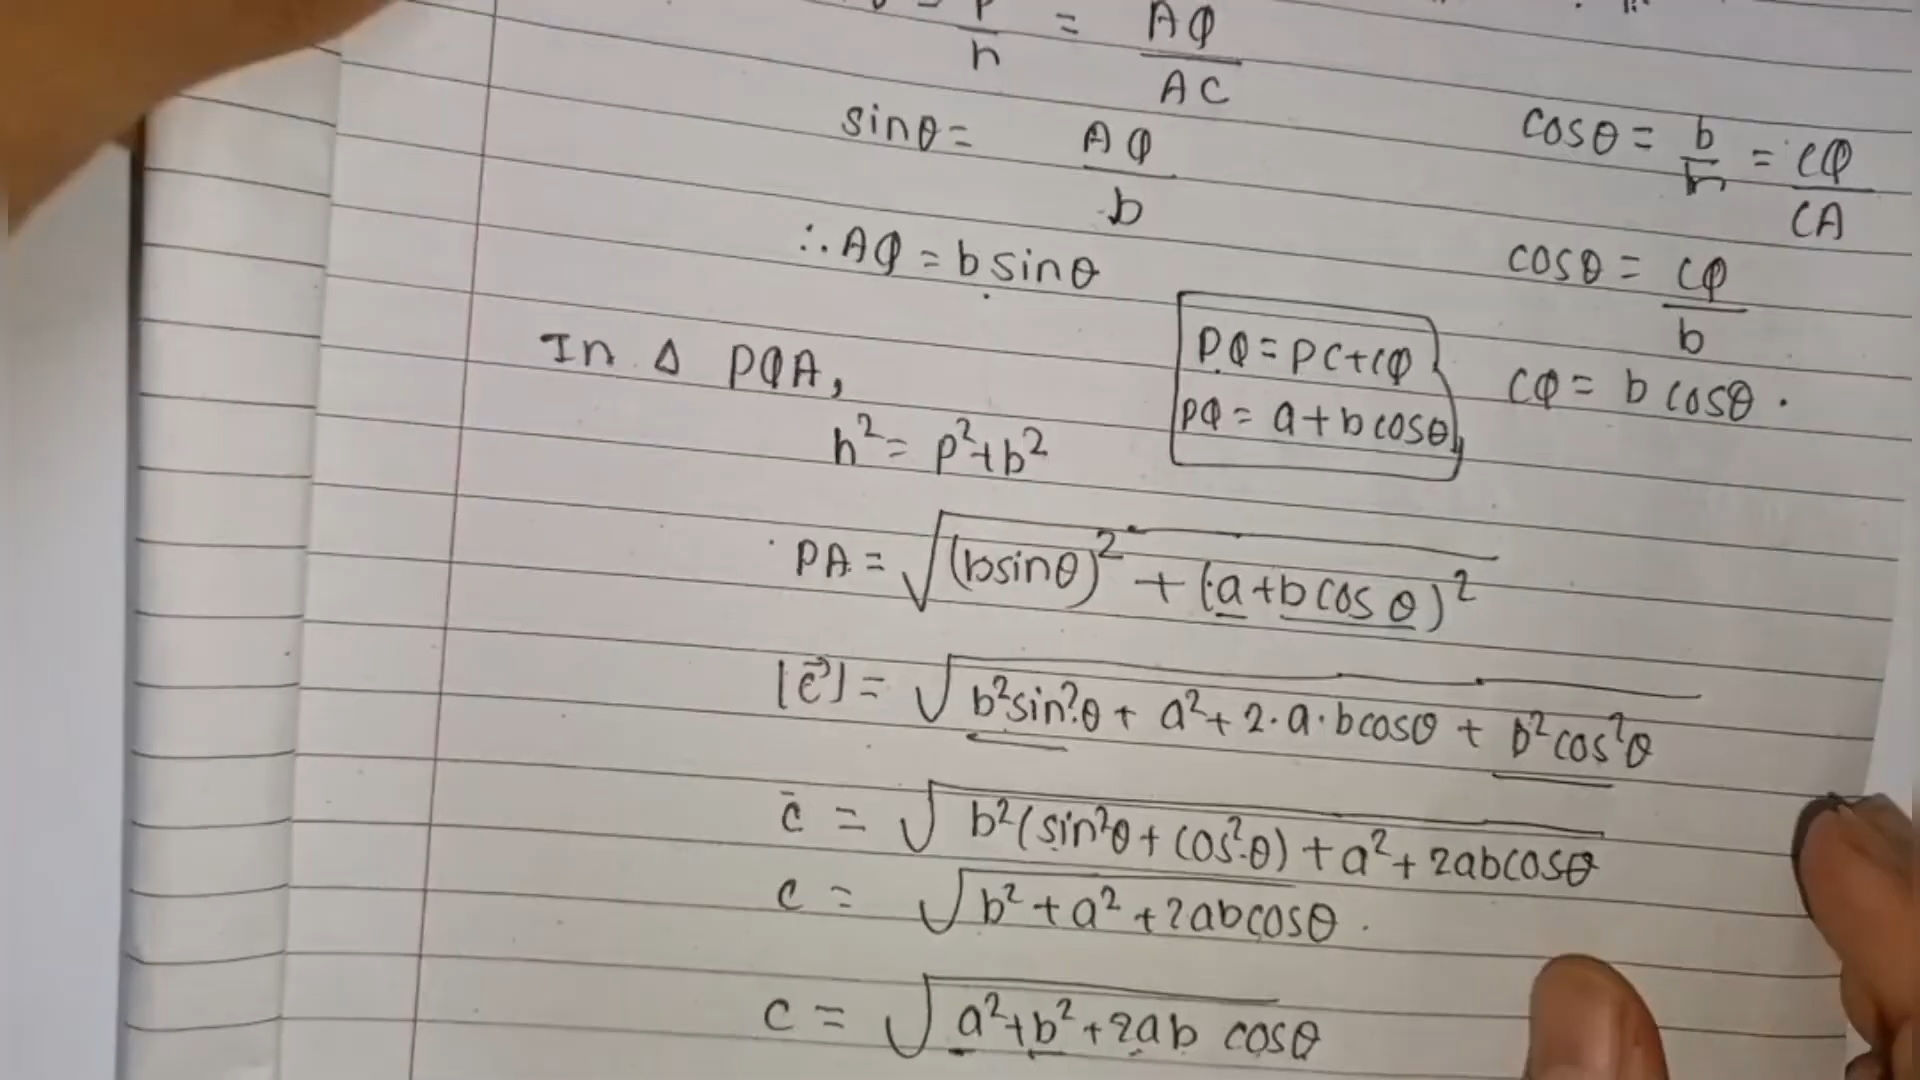 h = AQ
AC
sinθ = AQ
b
∴ AQ = b sinθ
cosθ = b/h = CQ/CA
cosθ = CQ
b
CQ = b cosθ.
PQ = PC+CQ
PQ = a+b cosθ
In Δ PQA,
h² = p²+b²
PA = √(bsinθ)² + (a+b cos θ)²
|c⃗| = √b²sin²θ + a² + 2·a·bcosθ + b²cos²θ
c̄ = √b²(sin²θ + cos²θ) + a² + 2abcosθ
c = √b² + a² + 2abcosθ.
c = √a²+b²+2ab cosθ